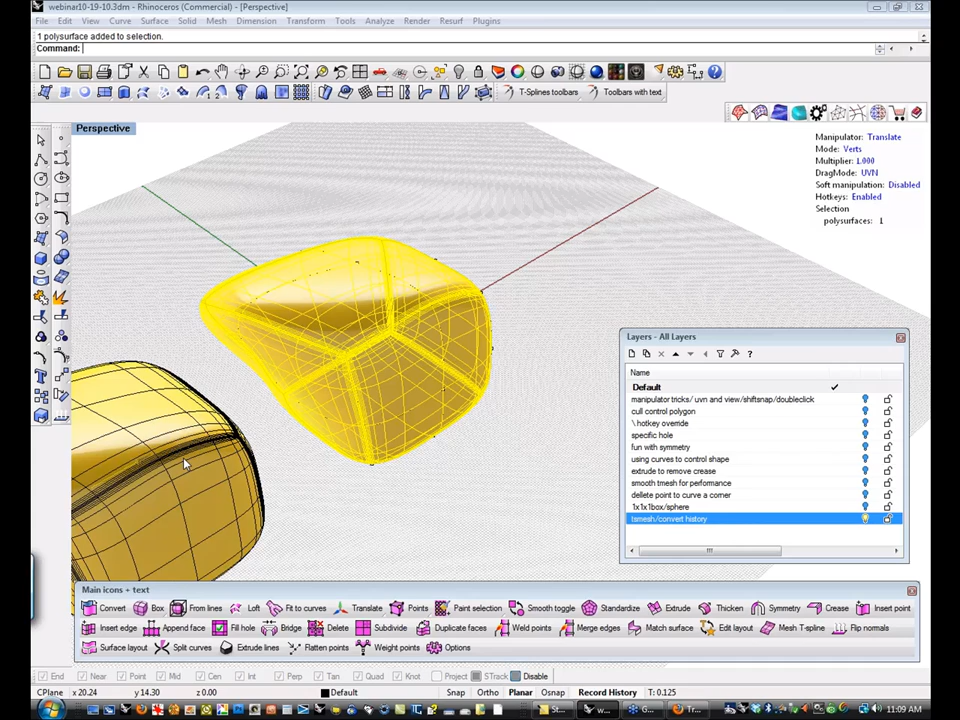 webinar10-19-10.3dm - Rhinoceros (Commercial) - [Perspective]
File Edit View Curve Surface Solid Mesh Dimension Transform Tools Analyze Render Resurf Plugins
1 polysurface added to selection.
Command:
T-Splines toolbars Toolbars with text
Perspective
Manipulator: Translate
Mode: Verts
Multiplier: 1.000
DragMode: UVN
Soft manipulation: Disabled
Hotkeys: Enabled
Selection
polysurfaces: 1
Layers - All Layers
Name
Default
manipulator tricks/ uvn and view/shiftsnap/doubleclick
cull control polygon
\hotkey override
specific hole
fun with symmetry
using curves to control shape
extrude to remove crease
smooth tmesh for performance
dellete point to curve a corner
1x1x1box/sphere
tsmesh/convert history
Main icons + text
Convert Box From lines Loft Fit to curves Translate Points Paint selection Smooth toggle Standardize Extrude Thicken Symmetry Crease Insert point
Insert edge Append face Fill hole Bridge Delete Subdivide Duplicate faces Weld points Merge edges Match surface Edit layout Mesh T-spline Flip normals
Surface layout Split curves Extrude lines Flatten points Weight points Options
End Near Point Mid Cen Int Perp Tan Quad Knot Project STrack Disable
CPlane x 20.24 y 14.30 z 0.00 Default Snap Ortho Planar Osnap Record History T: 0.125
St... w... G... Tr... 11:09 AM